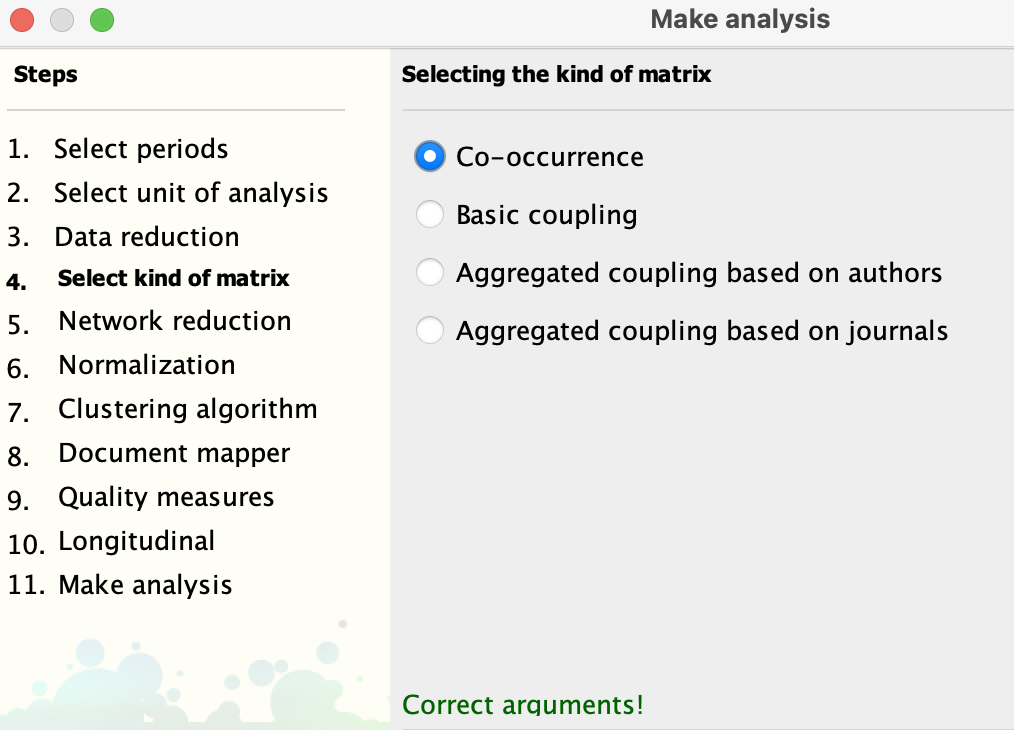 Make analysis
Steps
1. Select periods
2. Select unit of analysis
3. Data reduction
4. Select kind of matrix
5. Network reduction
6. Normalization
7. Clustering algorithm
8. Document mapper
9. Quality measures
10. Longitudinal
11. Make analysis
Selecting the kind of matrix
Co-occurrence
Basic coupling
Aggregated coupling based on authors
Aggregated coupling based on journals
Correct arguments!